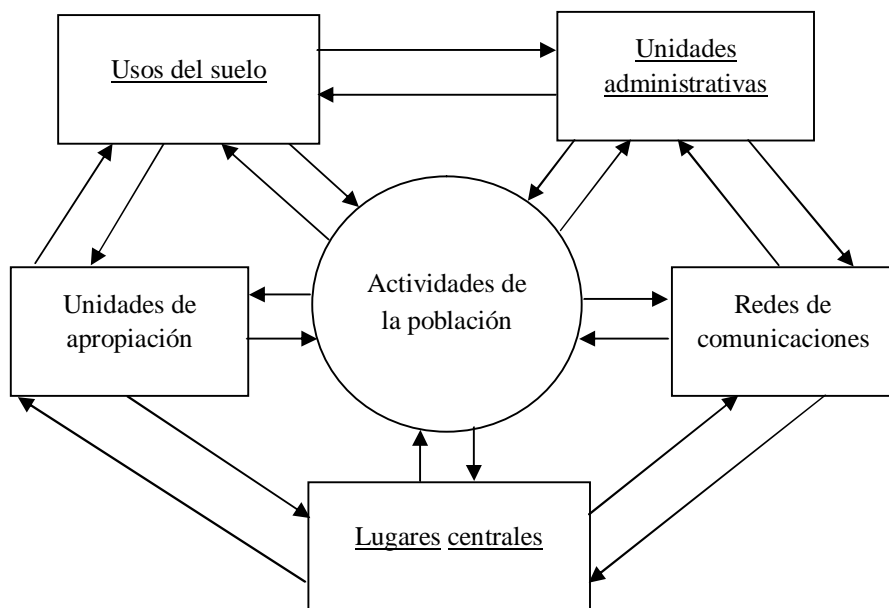 Usos del suelo
Unidades
administrativas
Actividades de
la población
Unidades de
apropiación
Redes de
comunicaciones
Lugares centrales